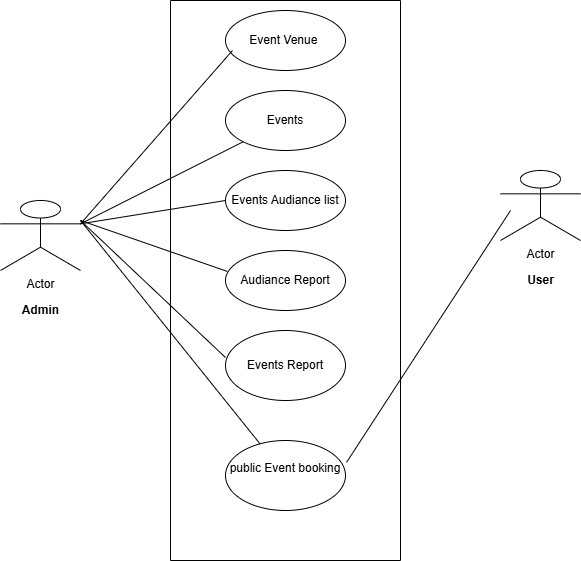 Event Venue
Events
Events Audiance list
Audiance Report
Events Report
public Event booking
Actor
Admin
Actor
User